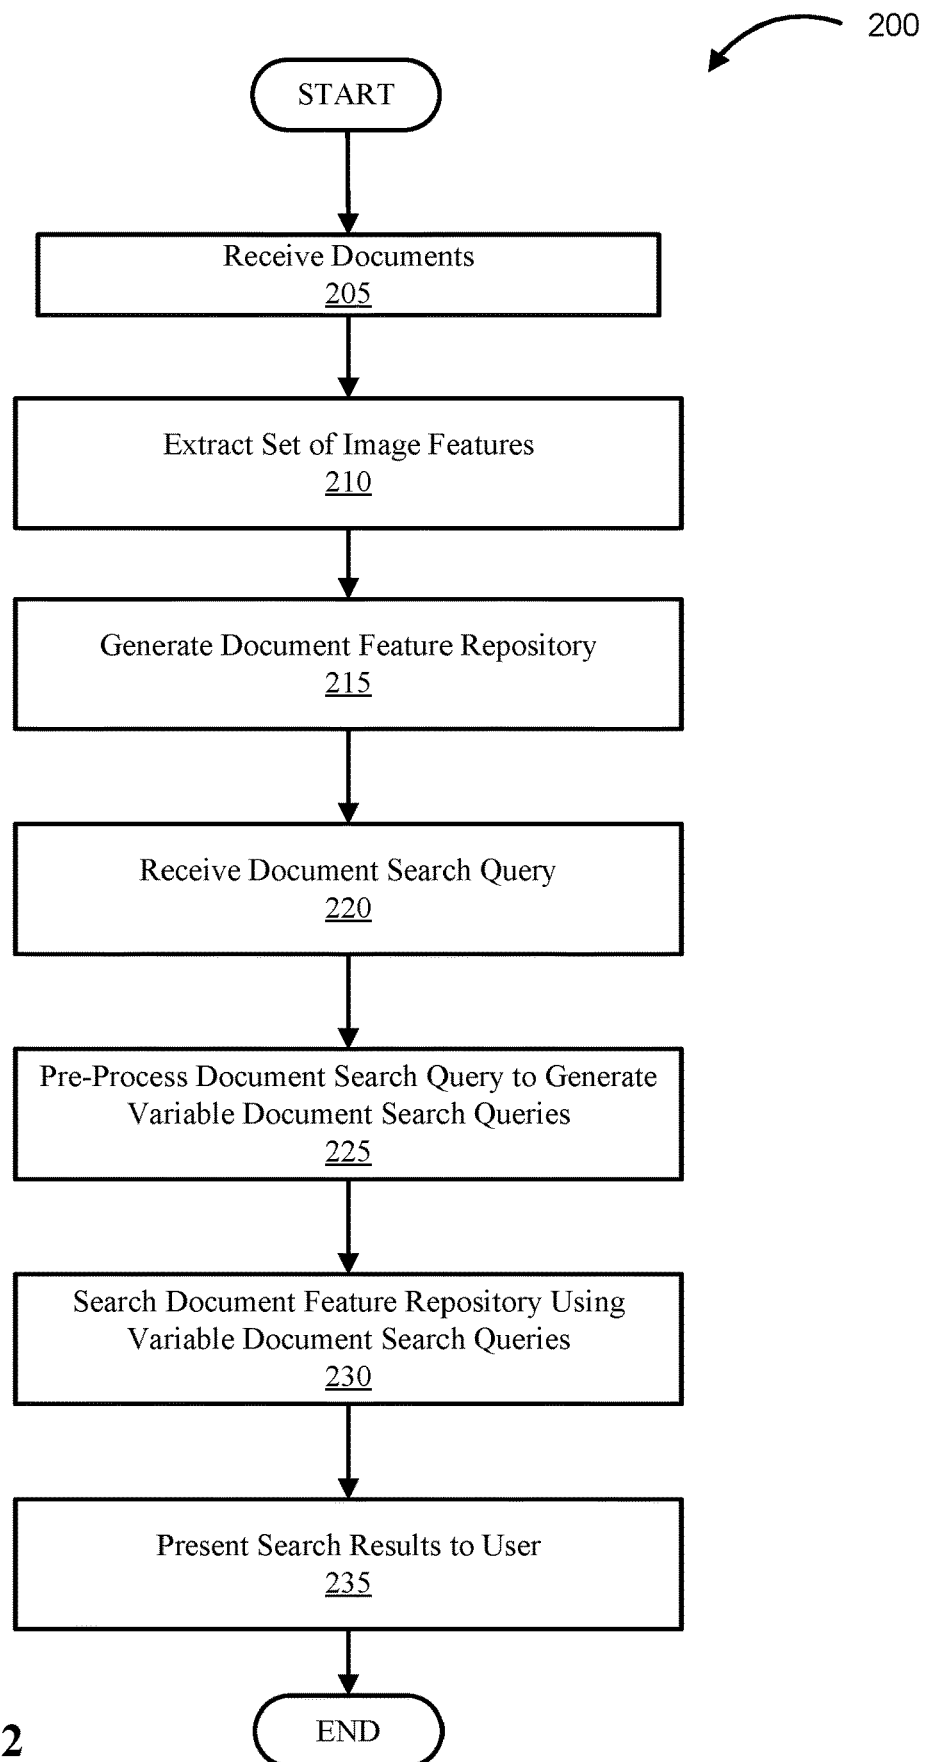 200
START
Receive Documents
205
Extract Set of Image Features
210
Generate Document Feature Repository
215
Receive Document Search Query
220
Pre-Process Document Search Query to Generate
Variable Document Search Queries
225
Search Document Feature Repository Using
Variable Document Search Queries
230
Present Search Results to User
235
END
2